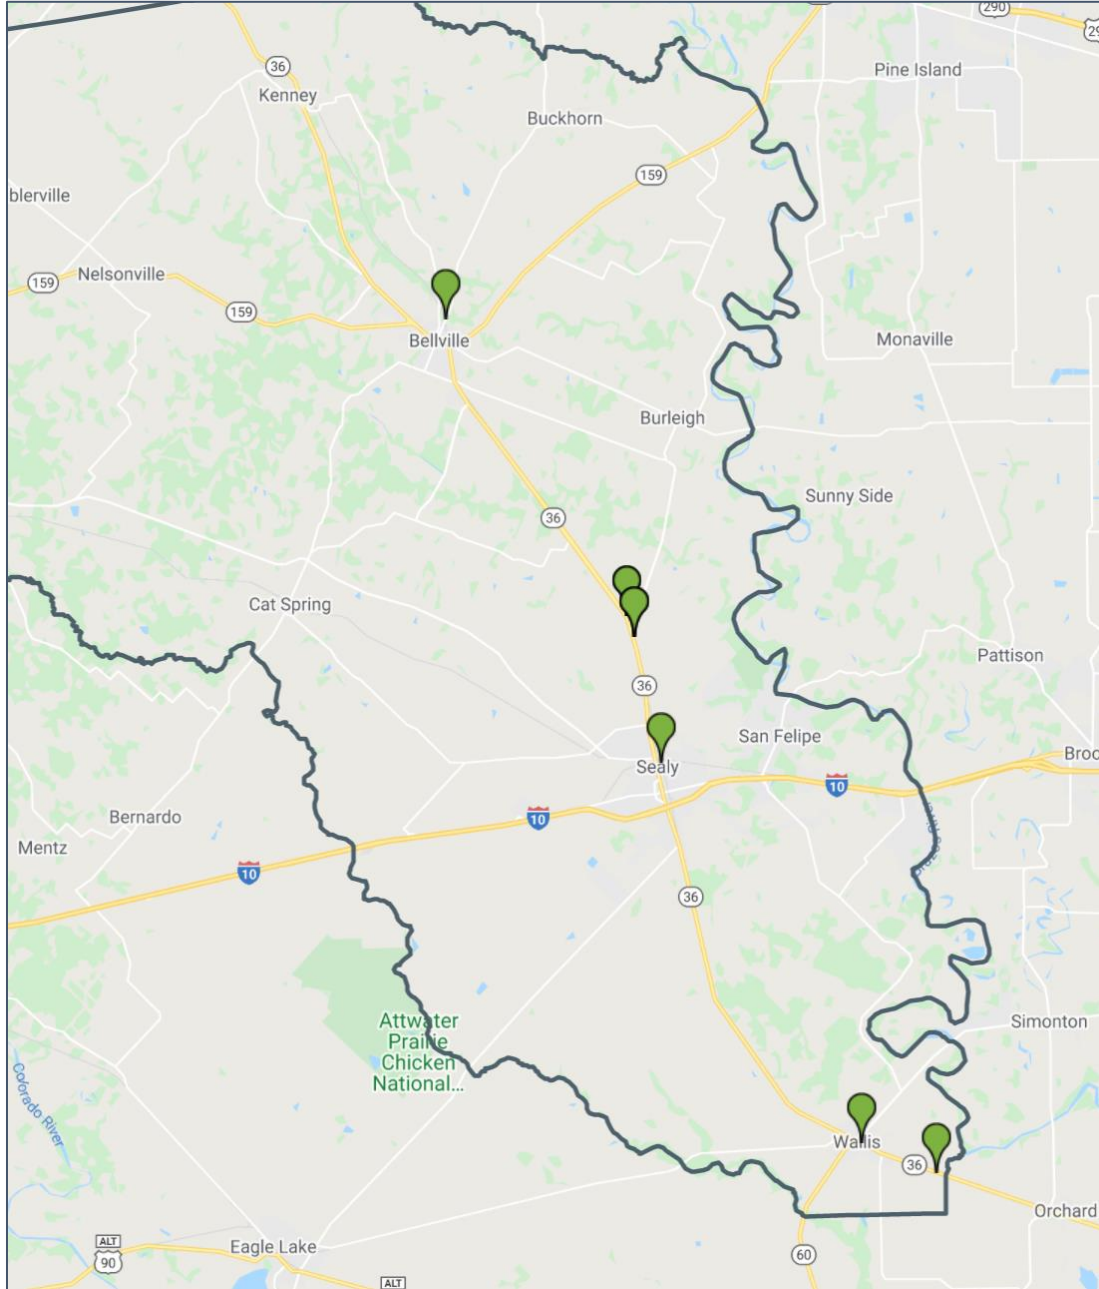 290
29
Pine Island
36
Kenney
Buckhorn
159
blerville
Nelsonville
159
159
Bellville
Monaville
Burleigh
Sunny Side
36
Cat Spring
Pattison
36
San Felipe
Broo
Sealy
10
10
Bernardo
Mentz
10
36
Attwater
Prairie
Chicken
National...
Simonton
Colorado River
Wallis
36
Orchard
Eagle Lake
ALT
90
60
ALT